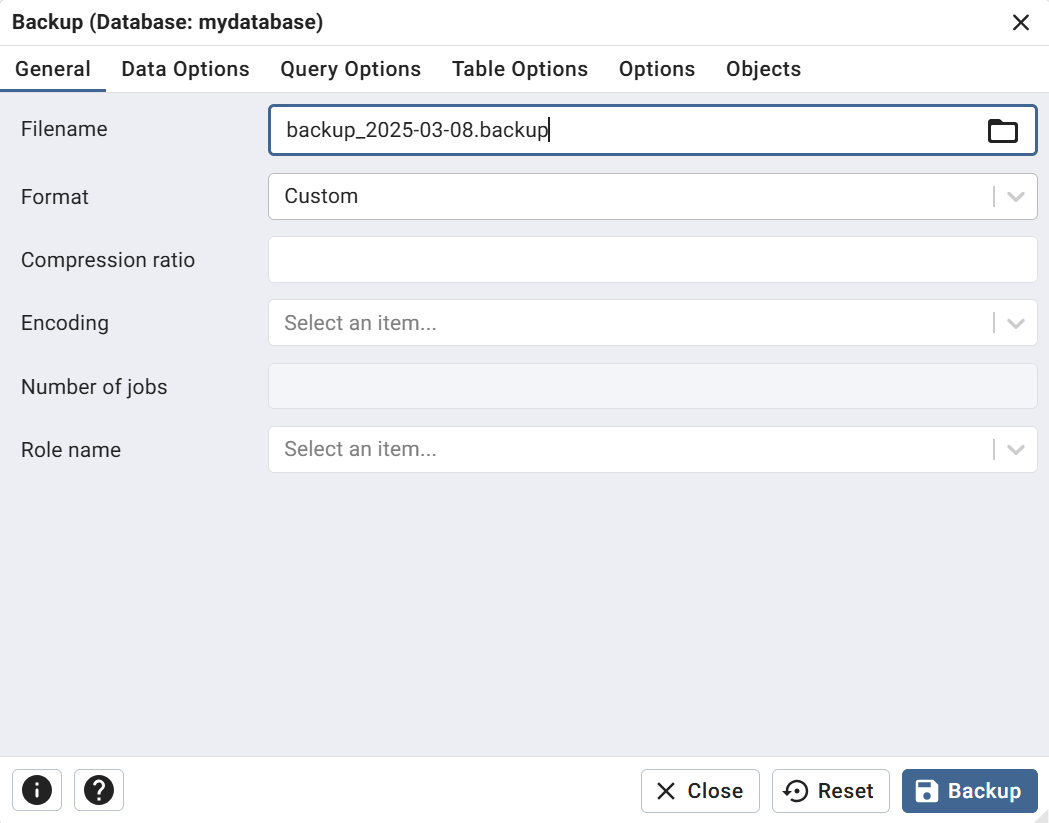 Backup (Database: mydatabase)
General Data Options Query Options Table Options Options Objects
Filename backup_2025-03-08.backup
Format Custom
Compression ratio
Encoding Select an item...
Number of jobs
Role name Select an item...
Close Reset Backup